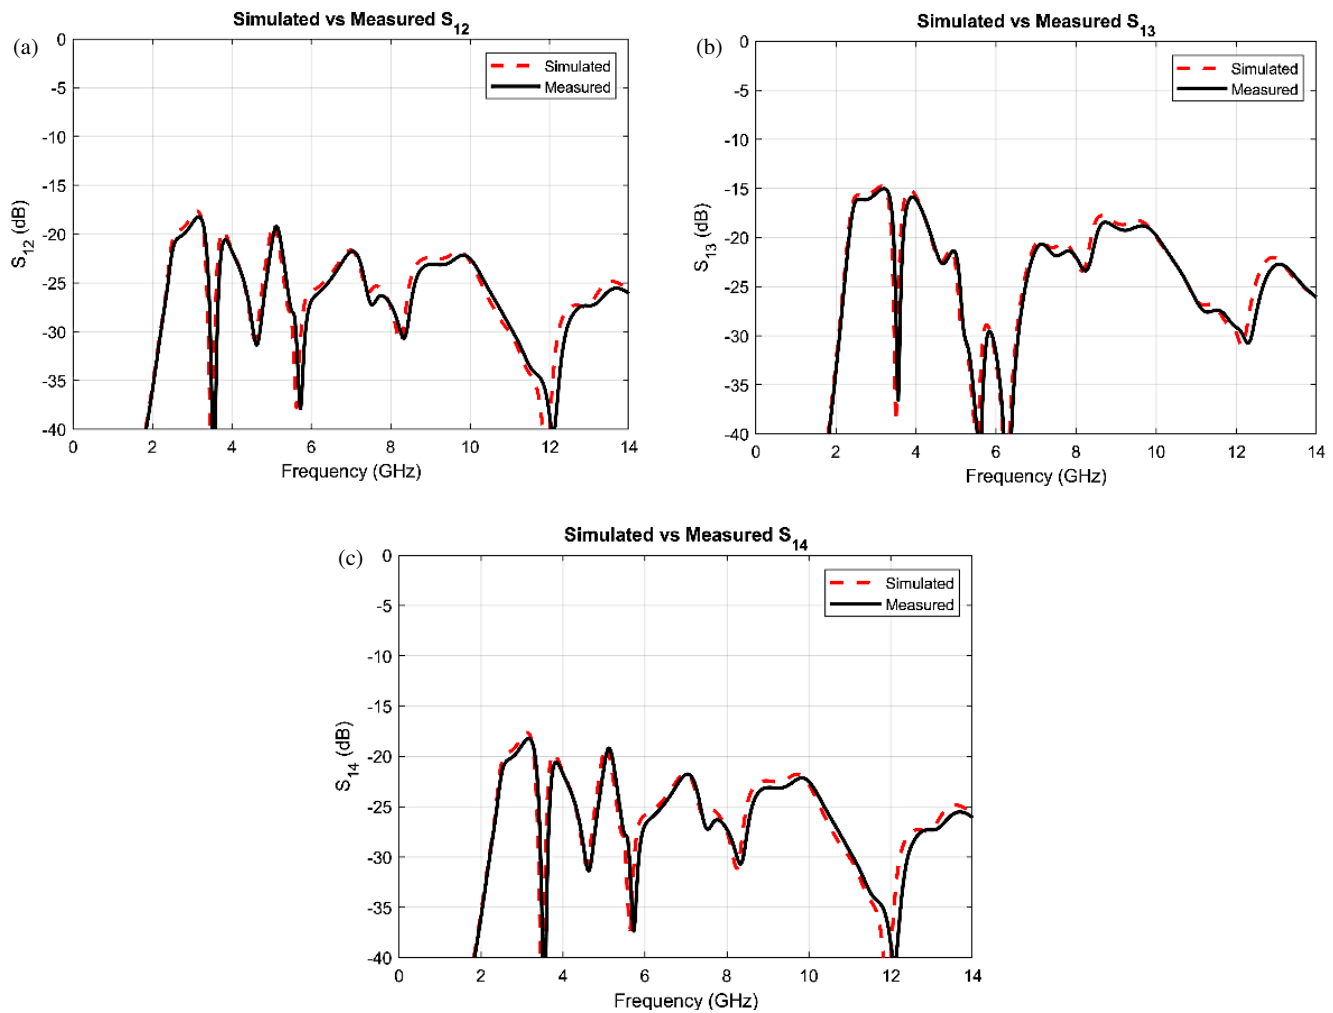 (a)
Simulated vs Measured S12
0
-5
-10
-15
-20
-25
-30
-35
-40
S12 (dB)
Simulated
Measured
0 2 4 6 8 10 12 14
Frequency (GHz)
(b)
Simulated vs Measured S13
0
-5
-10
-15
-20
-25
-30
-35
-40
S13 (dB)
Simulated
Measured
0 2 4 6 8 10 12 14
Frequency (GHz)
(c)
Simulated vs Measured S14
0
-5
-10
-15
-20
-25
-30
-35
-40
S14 (dB)
Simulated
Measured
0 2 4 6 8 10 12 14
Frequency (GHz)